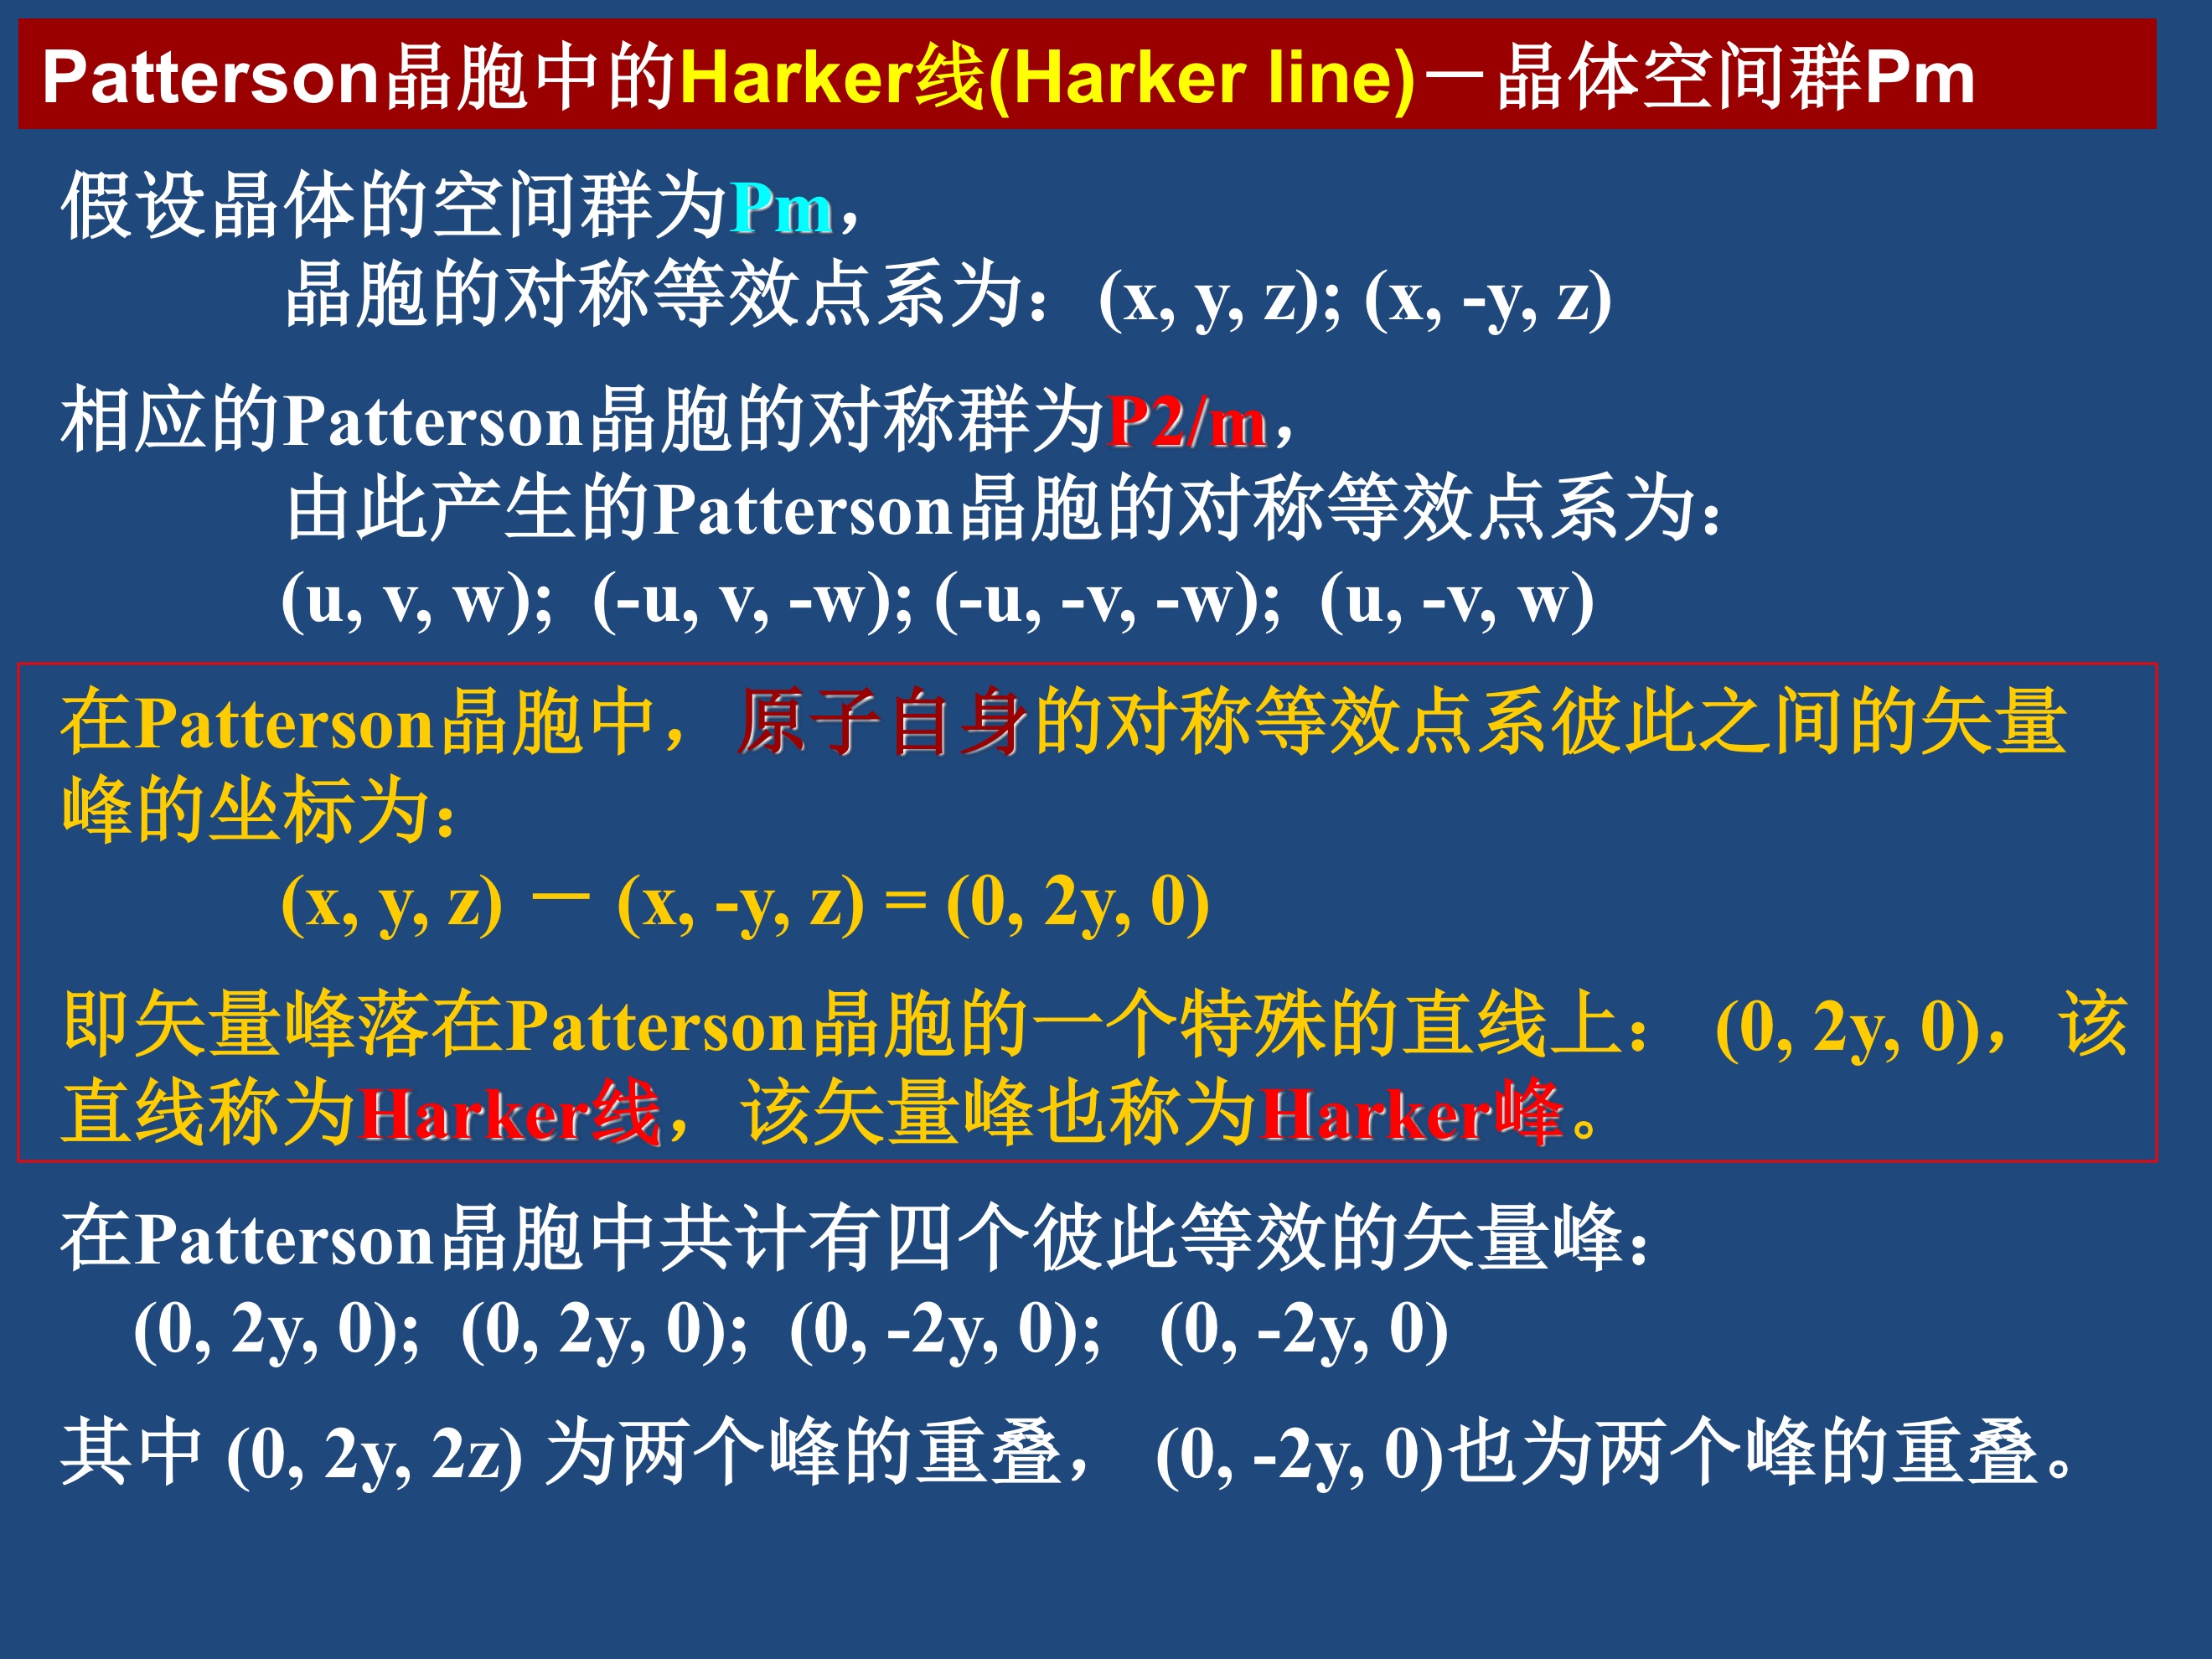 Patterson晶胞中的Harker线(Harker line)－晶体空间群Pm
假设晶体的空间群为Pm，
晶胞的对称等效点系为：(x, y, z); (x, -y, z)
相应的Patterson晶胞的对称群为P2/m，
由此产生的Patterson晶胞的对称等效点系为：
(u, v, w); (-u, v, -w); (-u, -v, -w); (u, -v, w)
在Patterson晶胞中，原子自身的对称等效点系彼此之间的矢量
峰的坐标为：
(x, y, z) － (x, -y, z) = (0, 2y, 0)
即矢量峰落在Patterson晶胞的一个特殊的直线上：(0, 2y, 0)，该
直线称为Harker线，该矢量峰也称为Harker峰。
在Patterson晶胞中共计有四个彼此等效的矢量峰：
(0, 2y, 0); (0, 2y, 0); (0, -2y, 0); (0, -2y, 0)
其中 (0, 2y, 2z) 为两个峰的重叠，(0, -2y, 0)也为两个峰的重叠。